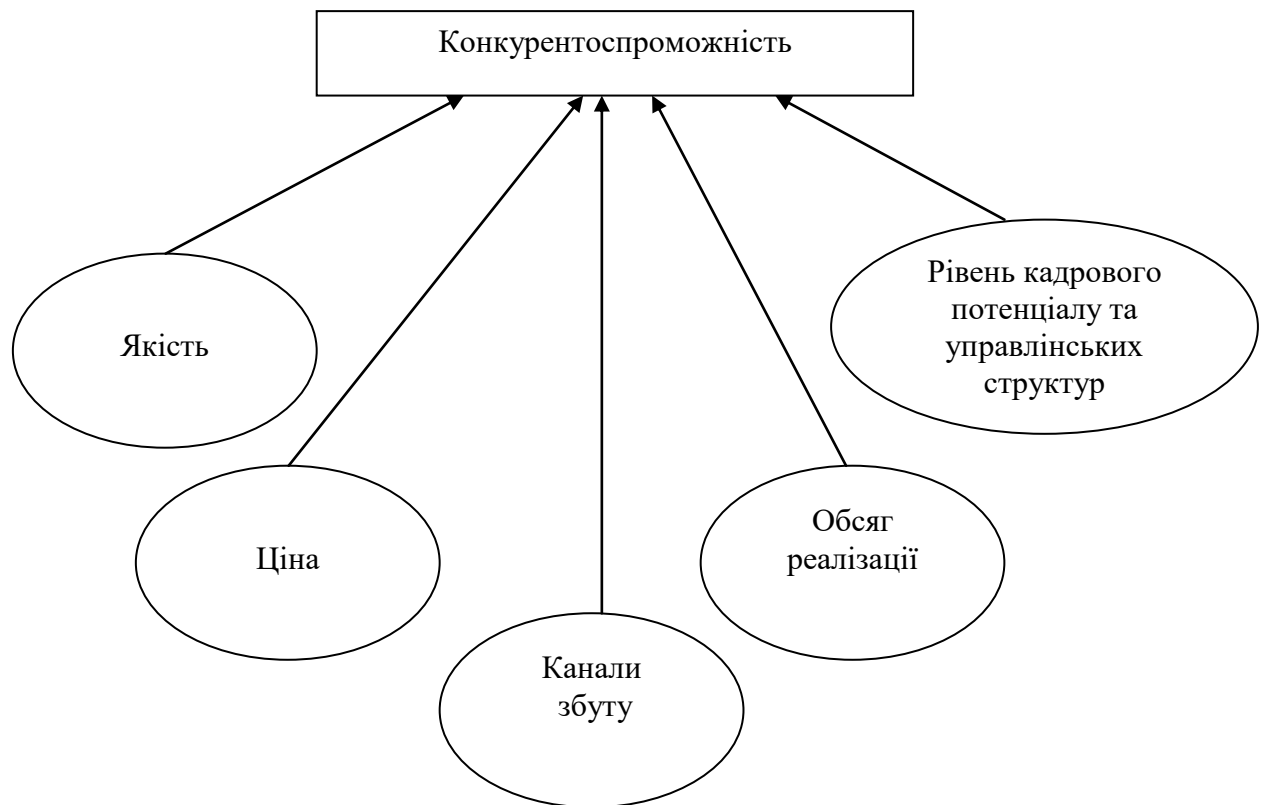 Конкурентоспроможність
Якість
Ціна
Канали
збуту
Обсяг
реалізації
Рівень кадрового
потенціалу та
управлінських
структур